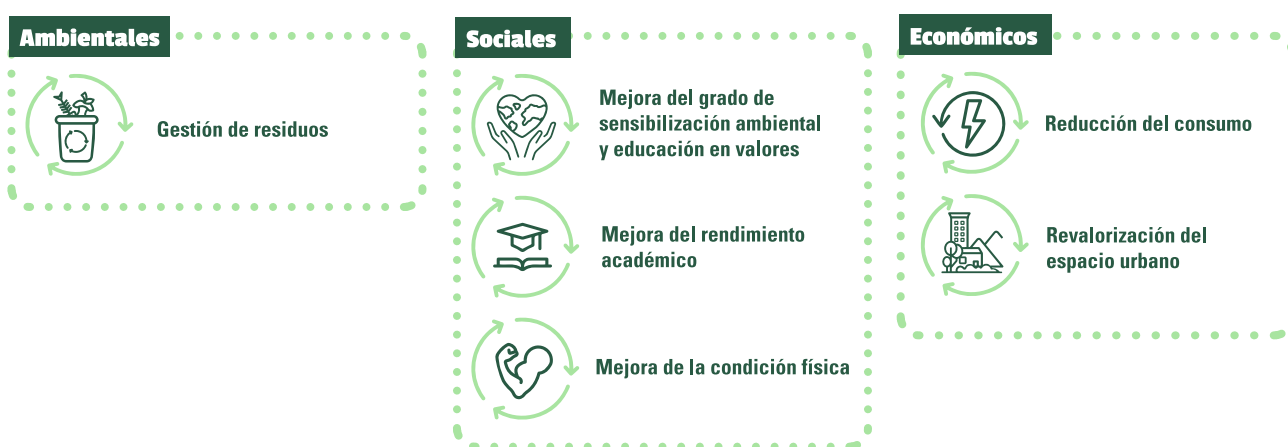 Ambientales
Gestión de residuos
Sociales
Mejora del grado de
sensibilización ambiental
y educación en valores
Mejora del rendimiento
académico
Mejora de la condición física
Económicos
Reducción del consumo
Revalorización del
espacio urbano